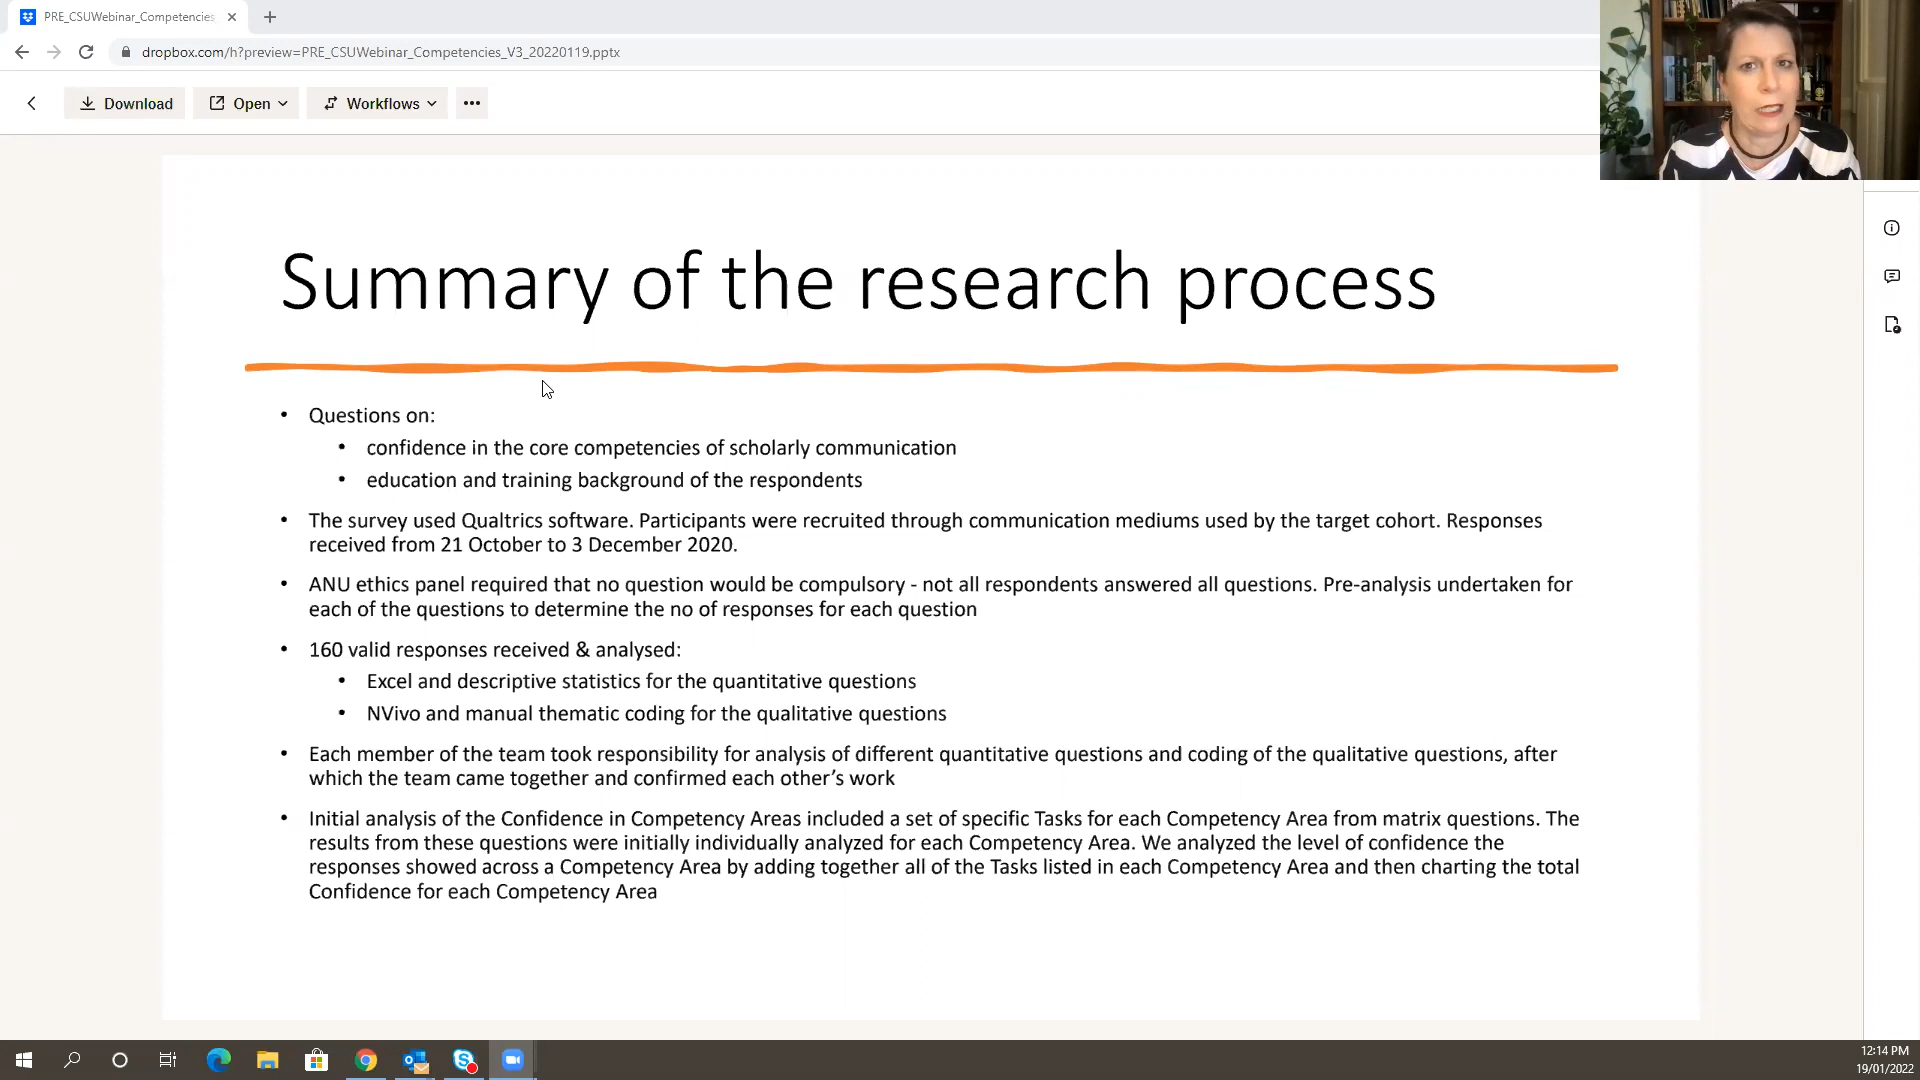 PRE_CSUWebinar_Competencies
dropbox.com/h?preview=PRE_CSUWebinar_Competencies_V3_20220119.pptx
Download
Open
Workflows
Summary of the research process
• Questions on:
• confidence in the core competencies of scholarly communication
• education and training background of the respondents
• The survey used Qualtrics software. Participants were recruited through communication mediums used by the target cohort. Responses
received from 21 October to 3 December 2020.
• ANU ethics panel required that no question would be compulsory - not all respondents answered all questions. Pre-analysis undertaken for
each of the questions to determine the no of responses for each question
• 160 valid responses received & analysed:
• Excel and descriptive statistics for the quantitative questions
• NVivo and manual thematic coding for the qualitative questions
• Each member of the team took responsibility for analysis of different quantitative questions and coding of the qualitative questions, after
which the team came together and confirmed each other’s work
• Initial analysis of the Confidence in Competency Areas included a set of specific Tasks for each Competency Area from matrix questions. The
results from these questions were initially individually analyzed for each Competency Area. We analyzed the level of confidence the
responses showed across a Competency Area by adding together all of the Tasks listed in each Competency Area and then charting the total
Confidence for each Competency Area
12:14 PM
19/01/2022